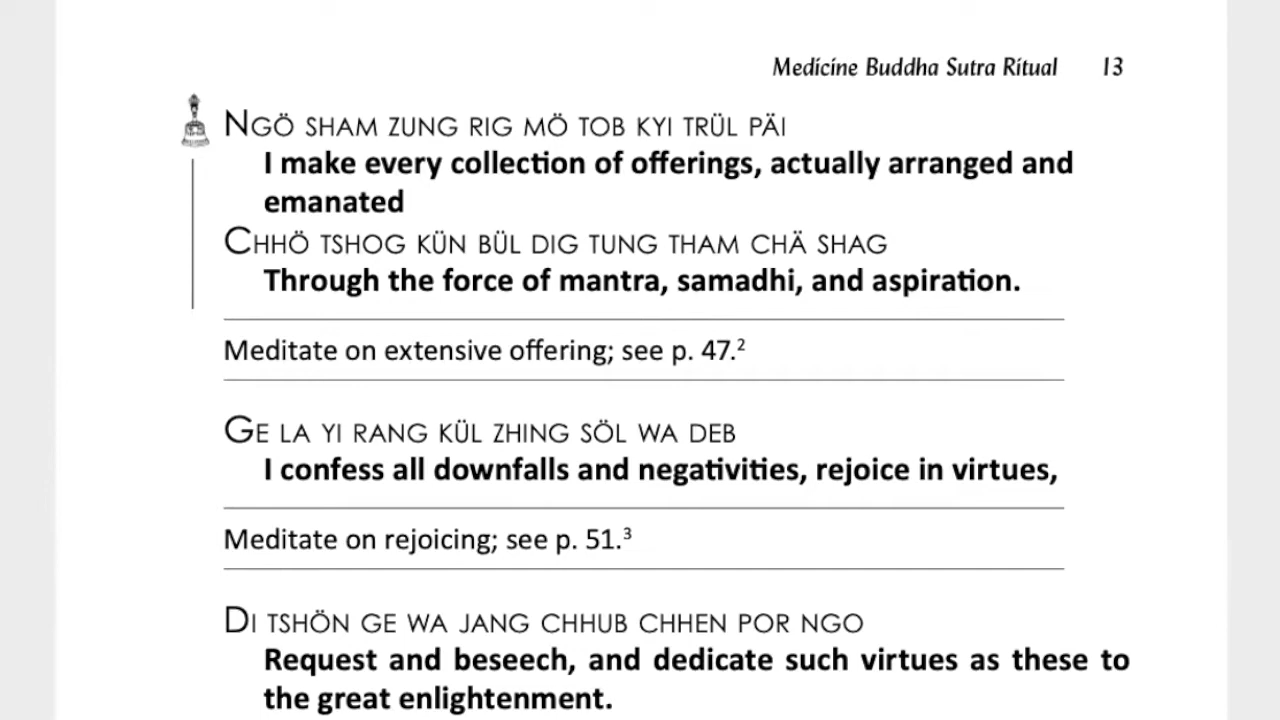 Medicine Buddha Sutra Ritual 13
NGÖ SHAM ZUNG RIG MÖ TOB KYI TRÜL PÄI
I make every collection of offerings, actually arranged and
emanated
CHHÖ TSHOG KÜN BÜL DIG TUNG THAM CHÄ SHAG
Through the force of mantra, samadhi, and aspiration.
Meditate on extensive offering; see p. 47.²
GE LA YI RANG KÜL ZHING SÖL WA DEB
I confess all downfalls and negativities, rejoice in virtues,
Meditate on rejoicing; see p. 51.³
DI TSHÖN GE WA JANG CHHUB CHHEN POR NGO
Request and beseech, and dedicate such virtues as these to
the great enlightenment.